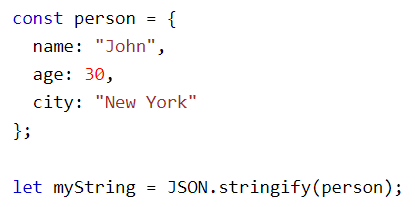 const person = {
  name: "John",
  age: 30,
  city: "New York"
};

let myString = JSON.stringify(person);